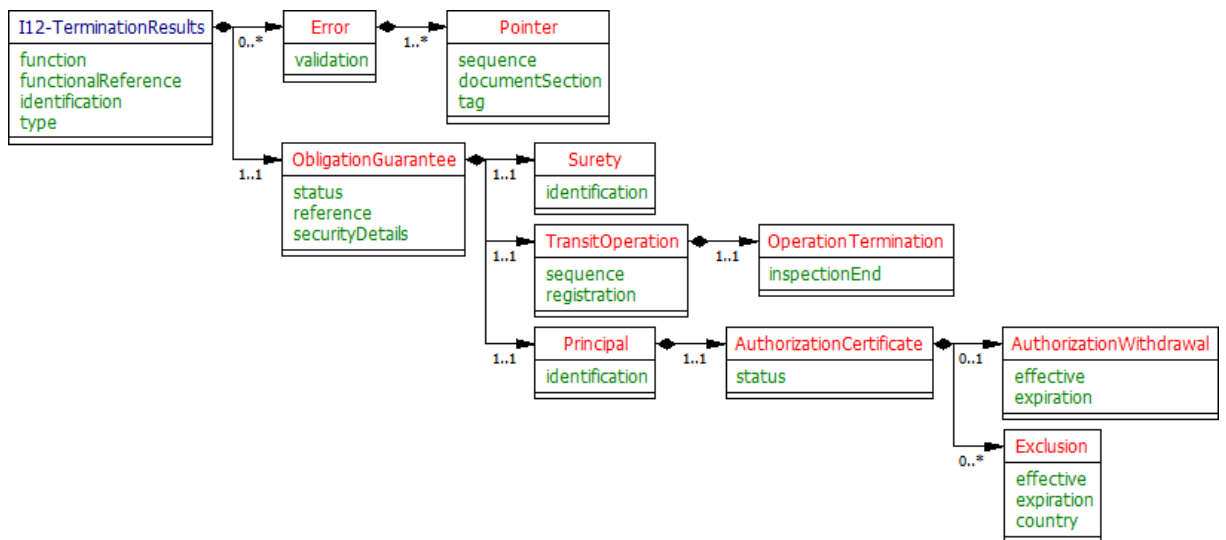 I12-TerminationResults
function
functionalReference
identification
type
0..*
Error
validation
1..*
Pointer
sequence
documentSection
tag
1..1
ObligationGuarantee
status
reference
securityDetails
1..1
Surety
identification
1..1
TransitOperation
sequence
registration
1..1
OperationTermination
inspectionEnd
1..1
Principal
identification
1..1
AuthorizationCertificate
status
0..1
AuthorizationWithdrawal
effective
expiration
0..*
Exclusion
effective
expiration
country